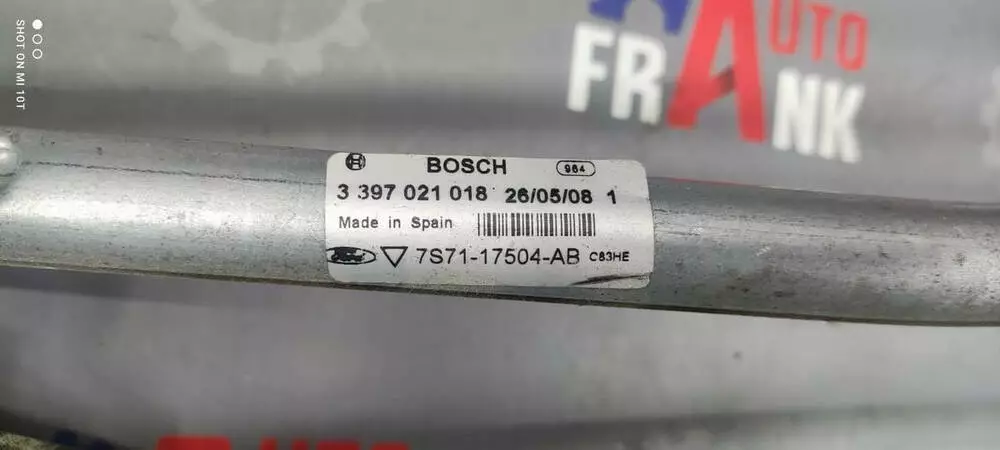 AUTO
FRANK
SHOT ON MI 10T
BOSCH 984
3 397 021 018 26/05/08 1
Made in Spain
Ford 7S71-17504-AB C83HE